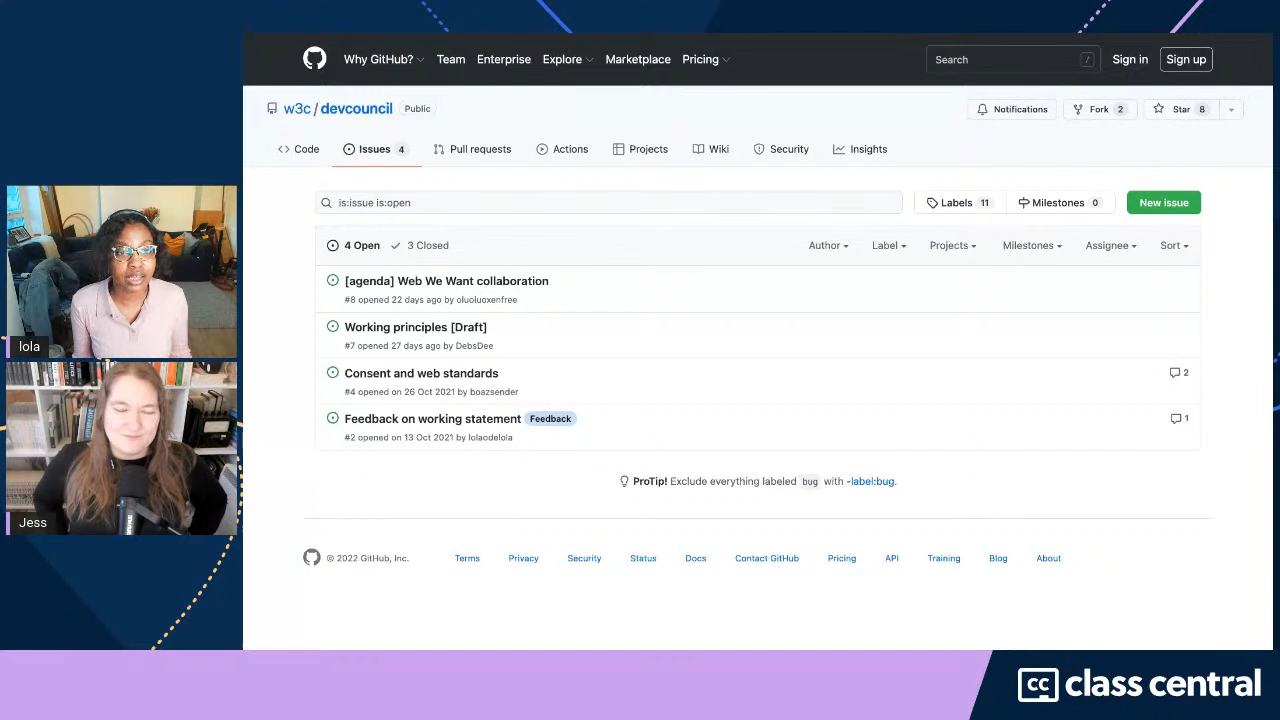 Why GitHub? Team Enterprise Explore Marketplace Pricing Search / Sign in Sign up
w3c / devcouncil Public Notifications Fork 2 Star 8
Code Issues 4 Pull requests Actions Projects Wiki Security Insights
is:issue is:open Labels 11 Milestones 0 New issue
4 Open 3 Closed Author Label Projects Milestones Assignee Sort
[agenda] Web We Want collaboration
#8 opened 22 days ago by oluoluoxenfree
Working principles [Draft]
#7 opened 27 days ago by DebsDee
Consent and web standards 2
#4 opened on 26 Oct 2021 by boazsender
Feedback on working statement Feedback 1
#2 opened on 13 Oct 2021 by lolaodelola
ProTip! Exclude everything labeled bug with -label:bug.
© 2022 GitHub, Inc. Terms Privacy Security Status Docs Contact GitHub Pricing API Training Blog About
lola
Jess
cc class central